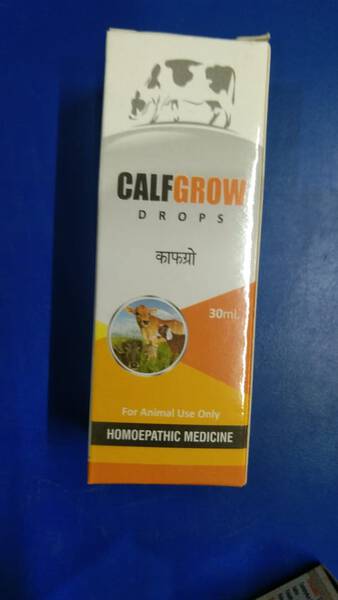 CALFGROW
DROPS
काफग्रो
30ml.
For Animal Use Only
HOMOEPATHIC MEDICINE